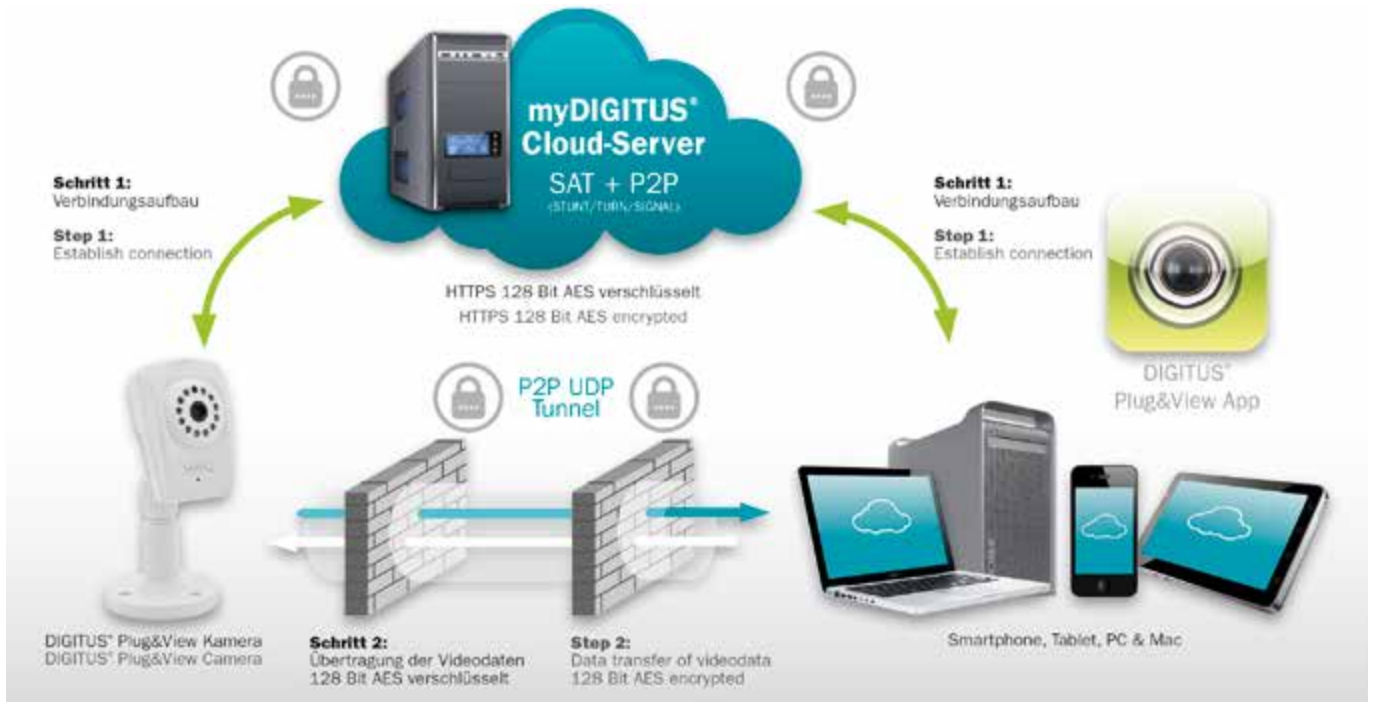 myDIGITUS®
Cloud-Server
SAT + P2P
(STUNT/TURN/SIGNAL)
HTTPS 128 Bit AES verschlüsselt
HTTPS 128 Bit AES encrypted
Schritt 1:
Verbindungsaufbau
Step 1:
Establish connection
Schritt 1:
Verbindungsaufbau
Step 1:
Establish connection
DIGITUS®
Plug&View App
P2P UDP
Tunnel
DIGITUS® Plug&View Kamera
DIGITUS® Plug&View Camera
Schritt 2:
Übertragung der Videodaten
128 Bit AES verschlüsselt
Step 2:
Data transfer of videodata
128 Bit AES encrypted
Smartphone, Tablet, PC & Mac